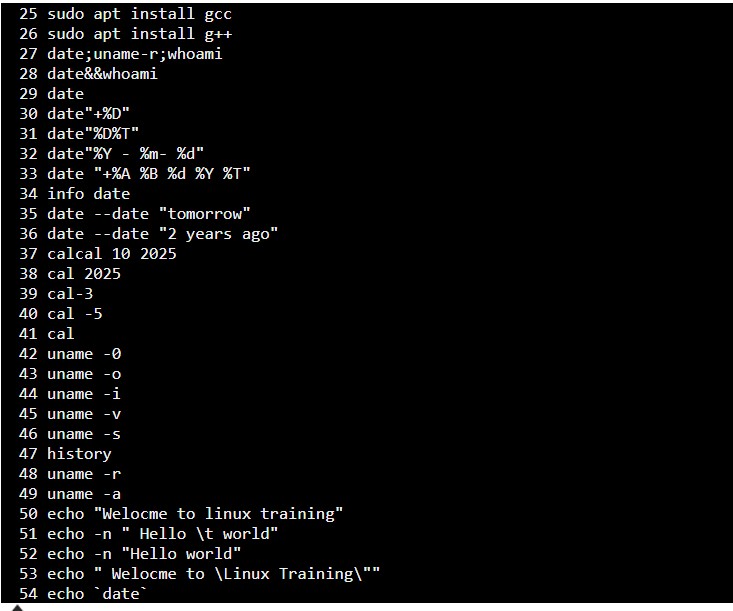 25 sudo apt install gcc
26 sudo apt install g++
27 date;uname-r;whoami
28 date&&whoami
29 date
30 date"+%D"
31 date"%D%T"
32 date"%Y - %m- %d"
33 date "+%A %B %d %Y %T"
34 info date
35 date --date "tomorrow"
36 date --date "2 years ago"
37 calcal 10 2025
38 cal 2025
39 cal-3
40 cal -5
41 cal
42 uname -0
43 uname -o
44 uname -i
45 uname -v
46 uname -s
47 history
48 uname -r
49 uname -a
50 echo "Welocme to linux training"
51 echo -n " Hello \t world"
52 echo -n "Hello world"
53 echo " Welocme to \Linux Training\""
54 echo `date`